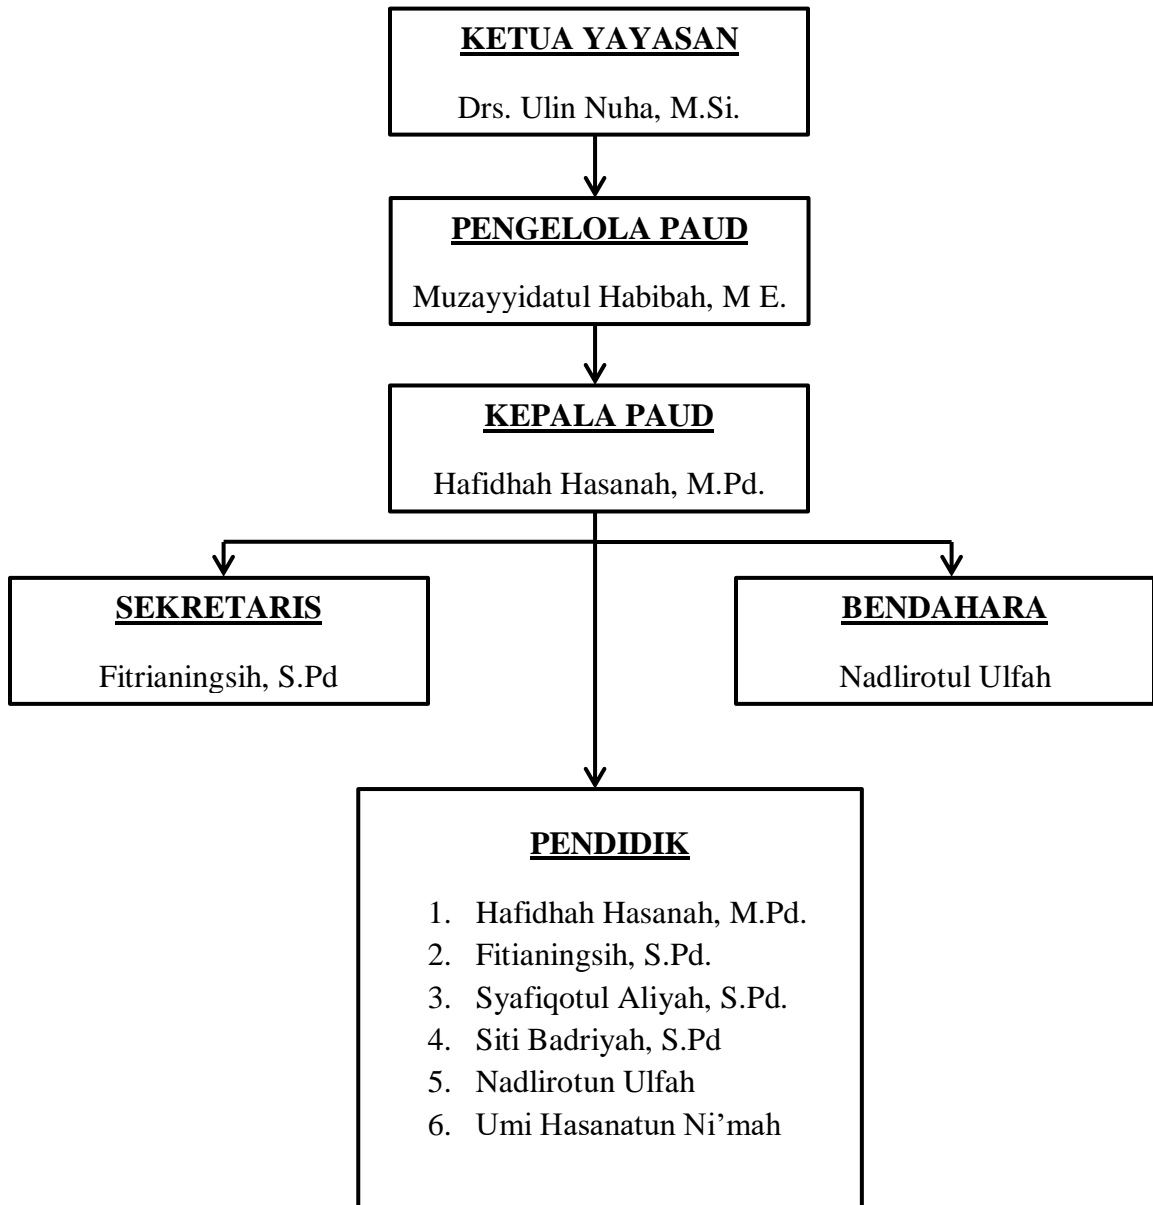 KETUA YAYASAN
Drs. Ulin Nuha, M.Si.
PENGELOLA PAUD
Muzayyidatul Habibah, M E.
KEPALA PAUD
Hafidhah Hasanah, M.Pd.
SEKRETARIS
Fitrianingsih, S.Pd
BENDAHARA
Nadlirotul Ulfah
PENDIDIK
1. Hafidhah Hasanah, M.Pd.
2. Fitianingsih, S.Pd.
3. Syafiqotul Aliyah, S.Pd.
4. Siti Badriyah, S.Pd
5. Nadlirotun Ulfah
6. Umi Hasanatun Ni’mah